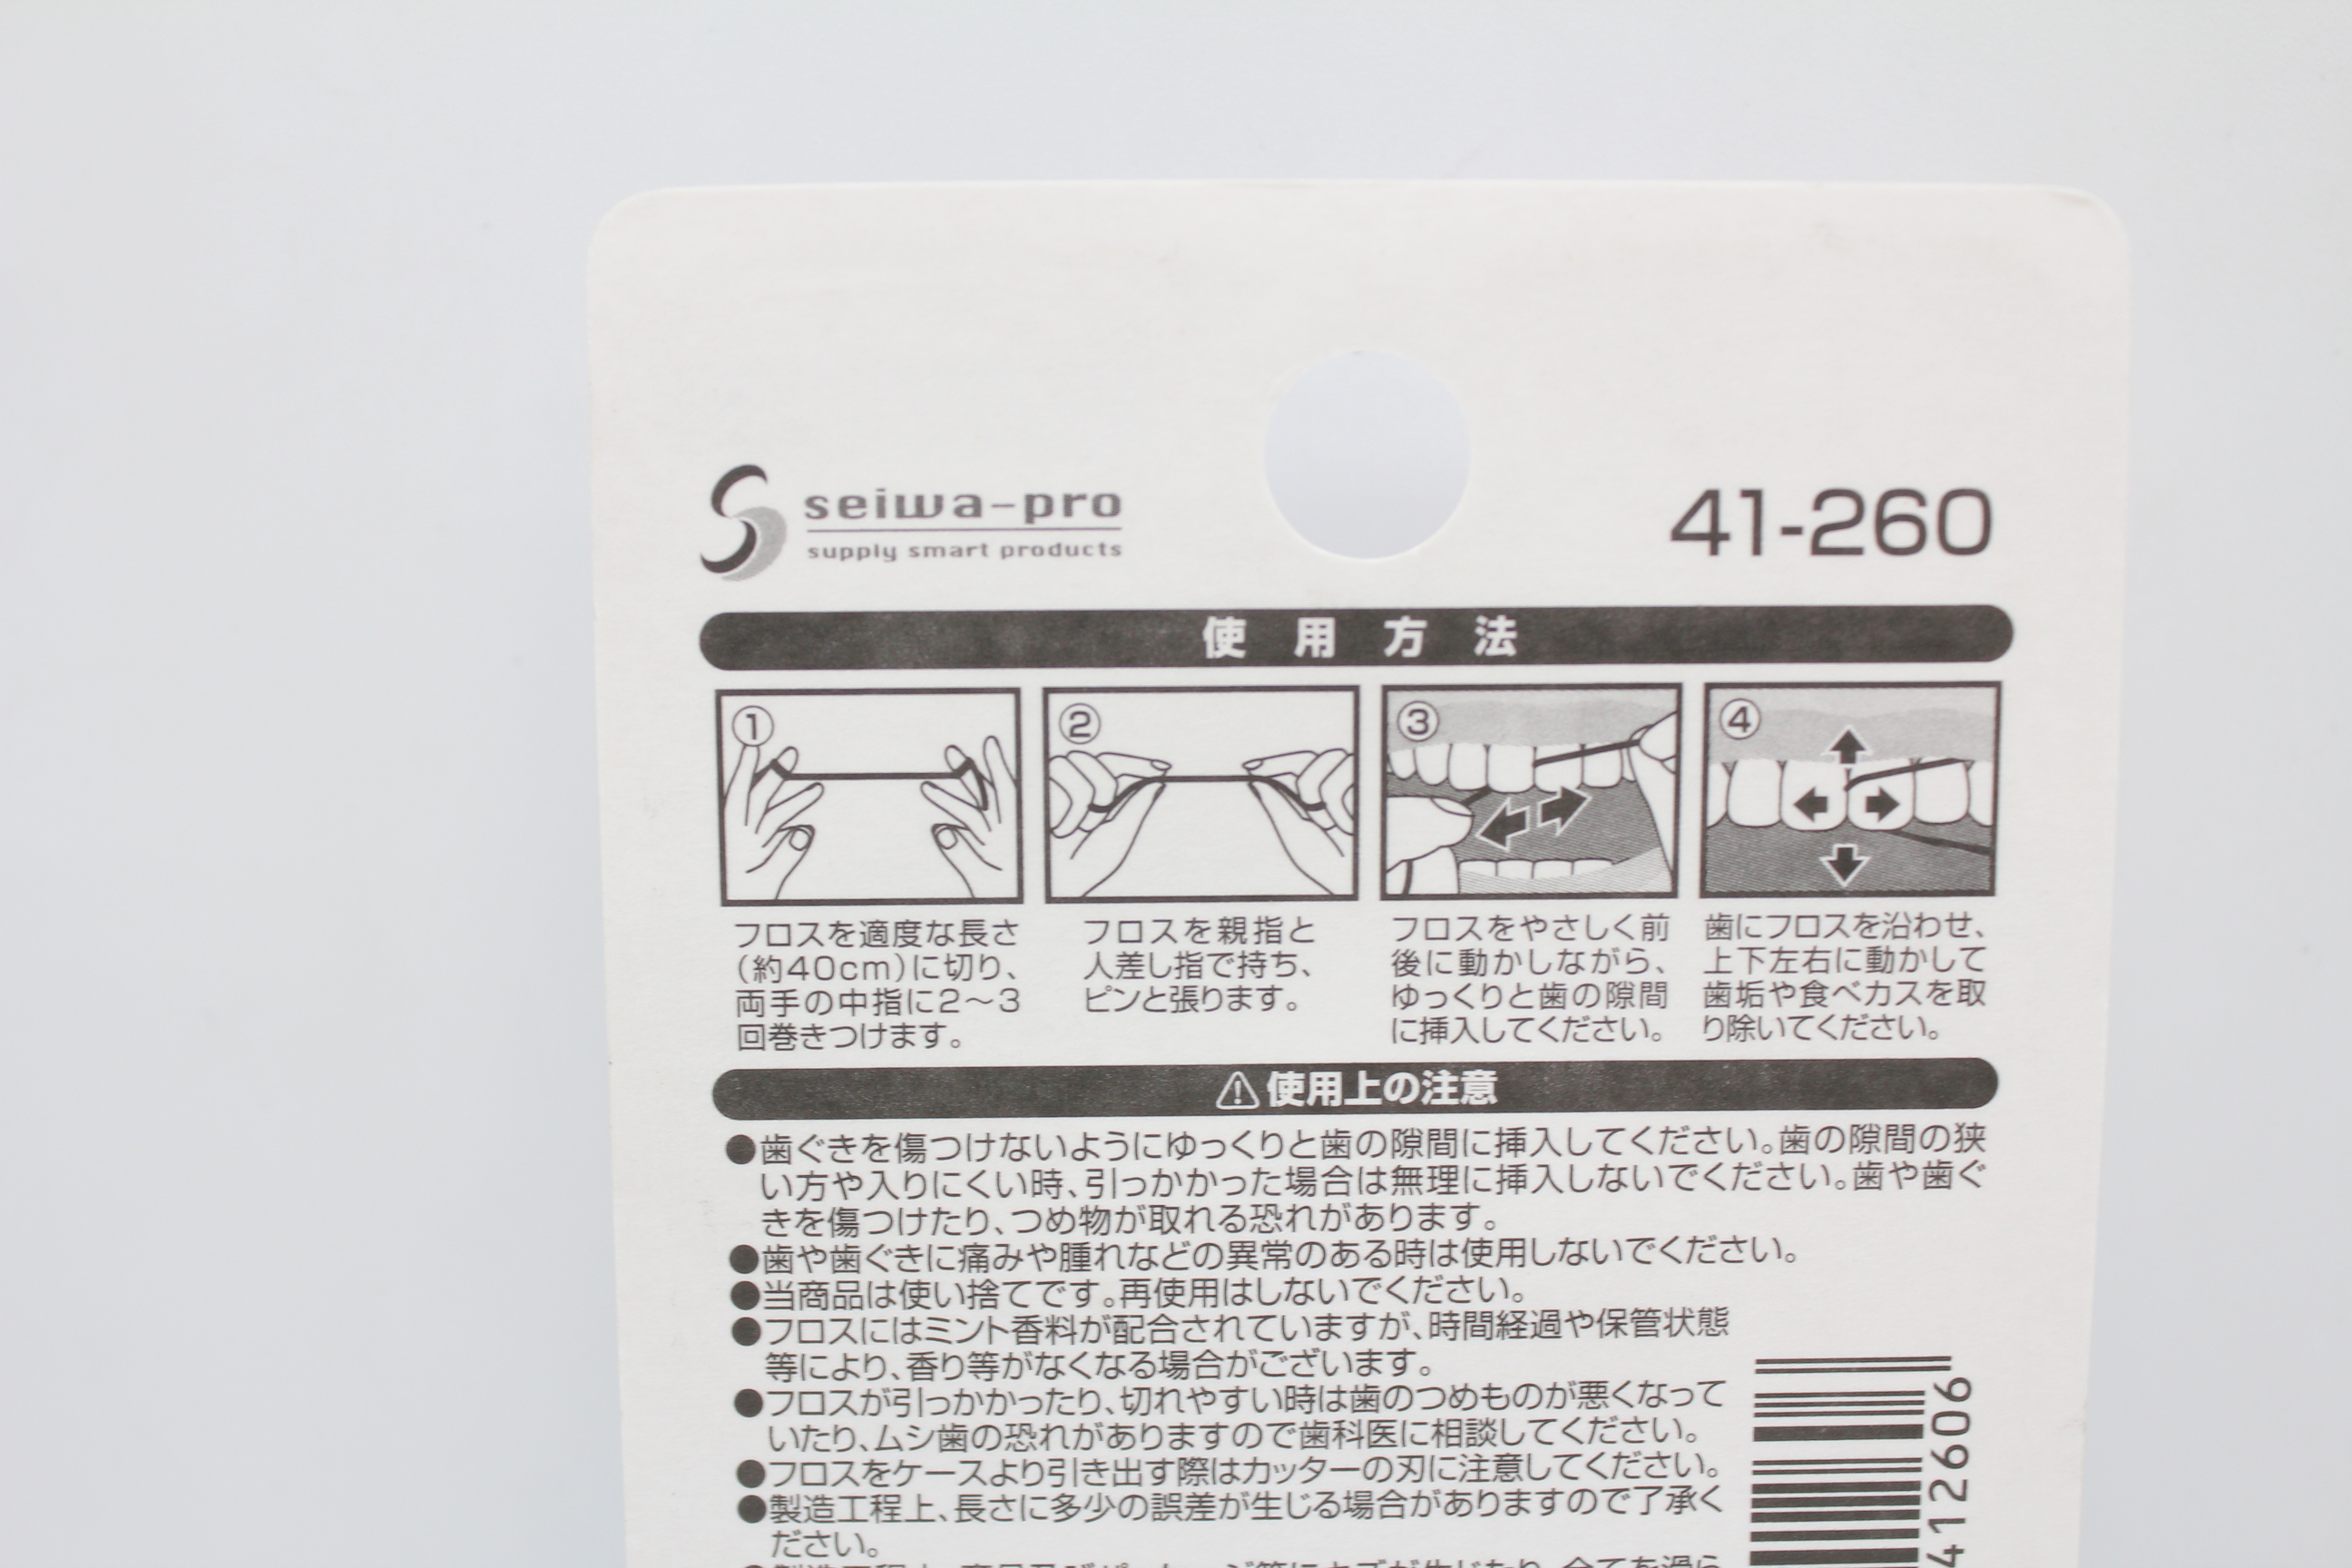 seiwa-pro
supply smart products
41-260
使用方法
①
②
③
④
フロスを適度な長さ
(約40cm)に切り、
両手の中指に2〜3
回巻きつけます。
フロスを親指と
人差し指で持ち、
ピンと張ります。
フロスをやさしく前
後に動かしながら、
ゆっくりと歯の隙間
に挿入してください。
歯にフロスを沿わせ、
上下左右に動かして
歯垢や食べカスを取
り除いてください。
⚠使用上の注意
●歯ぐきを傷つけないようにゆっくりと歯の隙間に挿入してください。歯の隙間の狭
い方や入りにくい時、引っかかった場合は無理に挿入しないでください。歯や歯ぐ
きを傷つけたり、つめ物が取れる恐れがあります。
●歯や歯ぐきに痛みや腫れなどの異常のある時は使用しないでください。
●当商品は使い捨てです。再使用はしないでください。
●フロスにはミント香料が配合されていますが、時間経過や保管状態
等により、香り等がなくなる場合がございます。
●フロスが引っかかったり、切れやすい時は歯のつめものが悪くなって
いたり、ムシ歯の恐れがありますので歯科医に相談してください。
●フロスをケースより引き出す際はカッターの刃に注意してください。
●製造工程上、長さに多少の誤差が生じる場合がありますので了承く
ださい。
412606